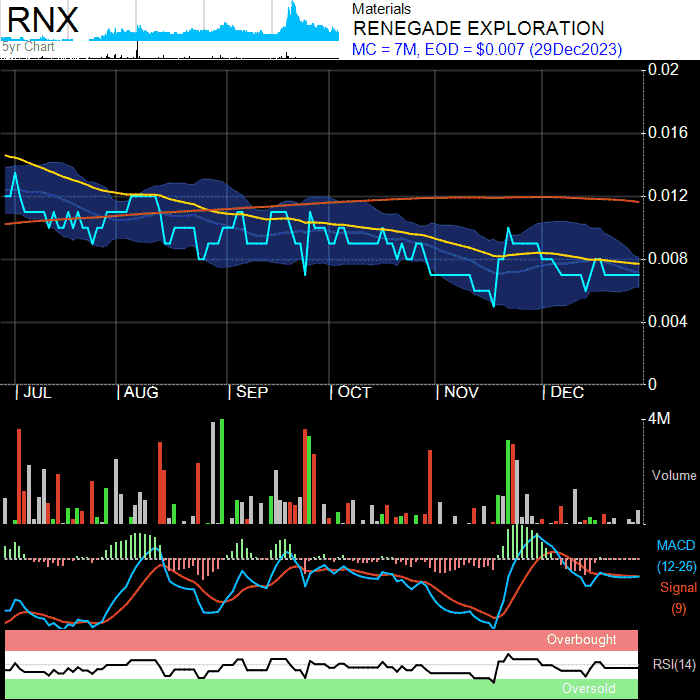 RNX
5yr Chart
Materials
RENEGADE EXPLORATION
MC = 7M, EOD = $0.007 (29Dec2023)
0.02
0.016
0.012
0.008
0.004
0
JUL AUG SEP OCT NOV DEC
4M
Volume
MACD
(12-26)
Signal
(9)
Overbought
RSI(14)
Oversold